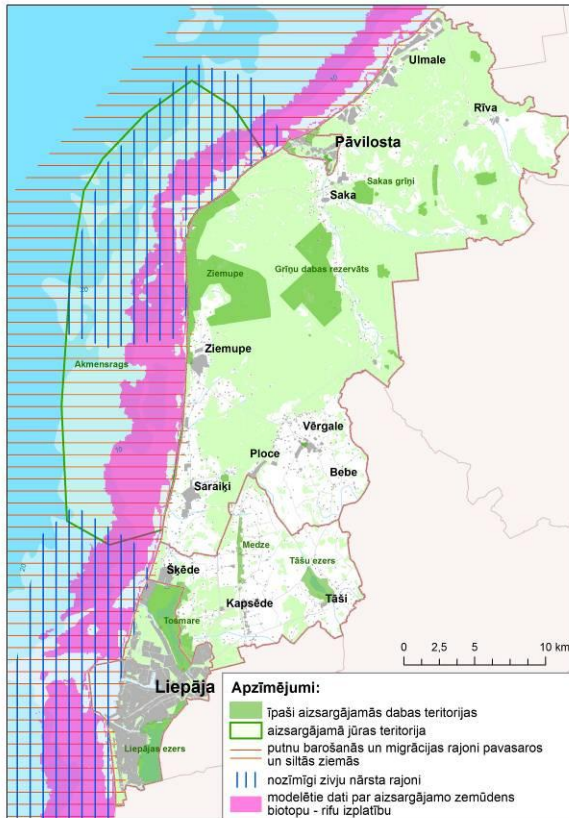 Ulmale
Rīva
Pāvilosta
Saka
Sakas grīņi
Ziemupe
Grīņu dabas rezervāts
Ziemupe
Akmensrags
Vērgale
Ploce
Bebe
Saraiķi
Medze
Tāšu ezers
Šķēde
Kapsēde
Tāši
Tosmare
0 2,5 5 10 km
Liepāja
Liepājas ezers
Apzīmējumi:
īpaši aizsargājamās dabas teritorijas
aizsargājamā jūras teritorija
putnu barošanās un migrācijas rajoni pavasaros
un siltās ziemās
nozīmīgi zivju nārsta rajoni
modelētie dati par aizsargājamo zemūdens
biotopu - rifu izplatību